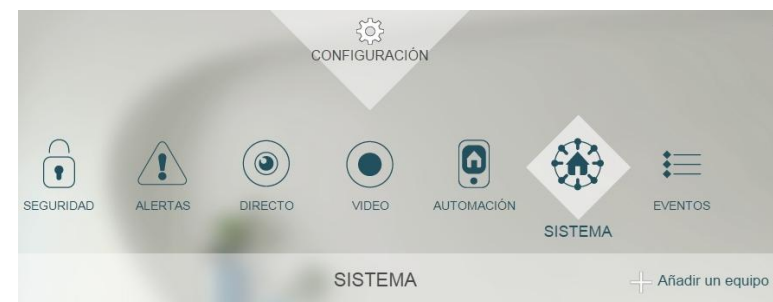 CONFIGURACIÓN
SEGURIDAD
ALERTAS
DIRECTO
VIDEO
AUTOMACIÓN
SISTEMA
EVENTOS
SISTEMA
Añadir un equipo